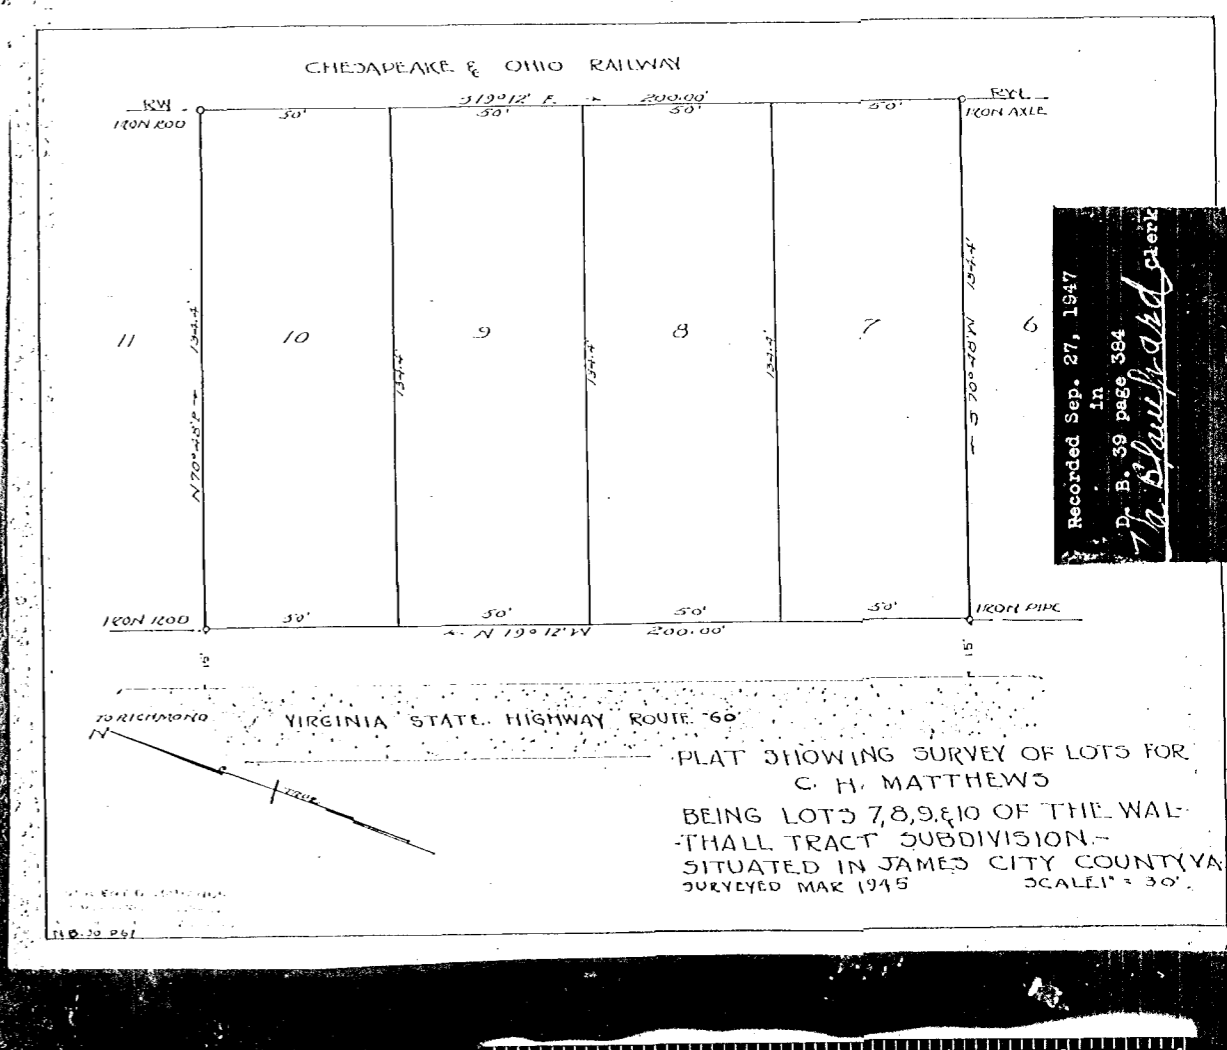 CHESAPEAKE & OHIO RAILWAY
R/W
S19°12' E. 200.00'
R/W
IRON ROD
50'
50'
50'
50'
IRON AXLE
11
10
9
8
7
6
134.4'
134.4'
134.4'
134.4'
134.4'
N70°48'E
S 70°48' W
IRON ROD
50'
50'
50'
50'
IRON PIPE
N 19°12' W 200.00'
15'
15'
TO RICHMOND
VIRGINIA STATE HIGHWAY ROUTE "60"
N
TRUE
PLAT SHOWING SURVEY OF LOTS FOR
C. H. MATTHEWS
BEING LOTS 7,8,9,&10 OF THE WAL-
-THALL TRACT SUBDIVISION.-
SITUATED IN JAMES CITY COUNTY VA
SURVEYED MAR 1945 SCALE 1" = 30'.
Recorded Sep. 27, 1947
in
D. B. 39 page 384
Clerk